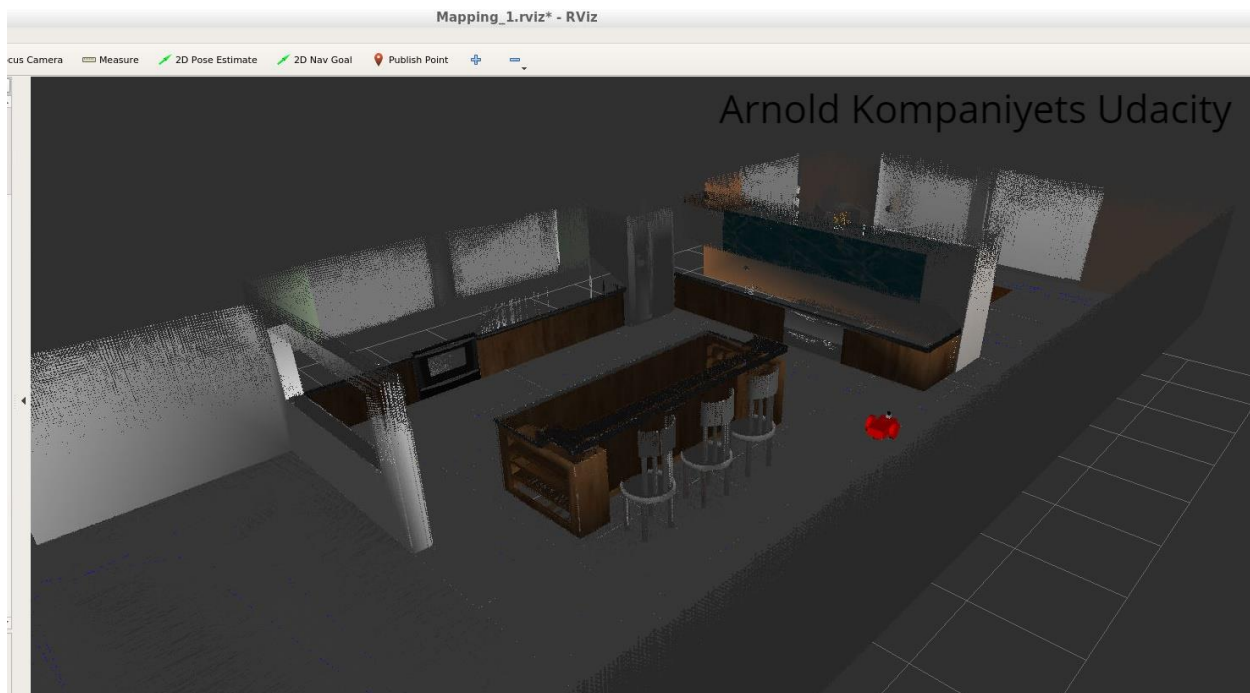 Mapping_1.rviz* - RViz
cus Camera Measure 2D Pose Estimate 2D Nav Goal Publish Point
Arnold Kompaniyets Udacity